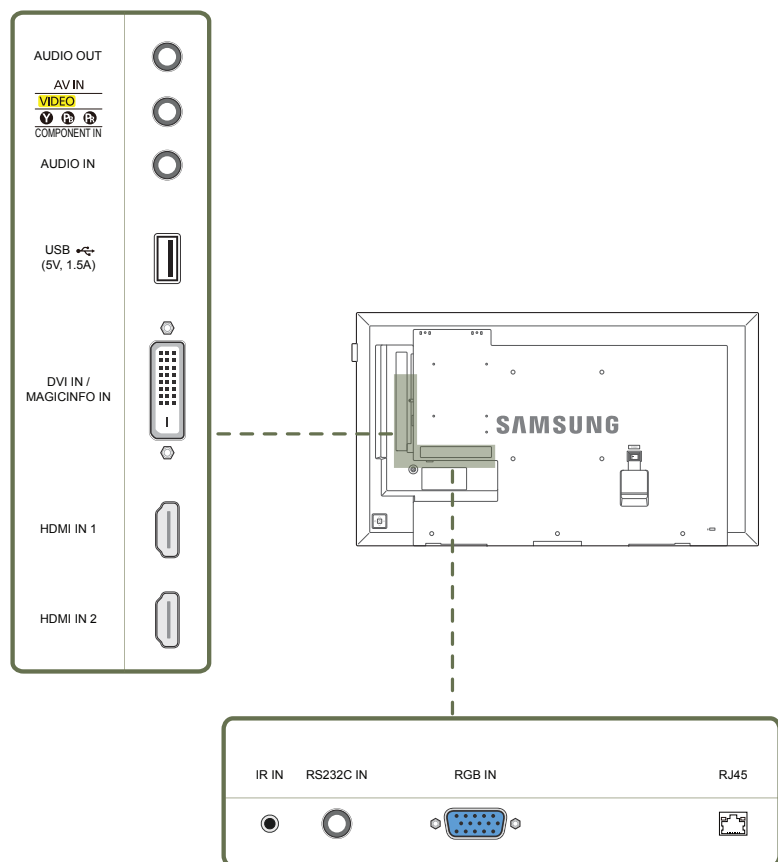 AUDIO OUT
AV IN
VIDEO
Y PB PR
COMPONENT IN
AUDIO IN
USB
(5V, 1.5A)
DVI IN /
MAGICINFO IN
HDMI IN 1
HDMI IN 2
SAMSUNG
IR IN RS232C IN RGB IN RJ45